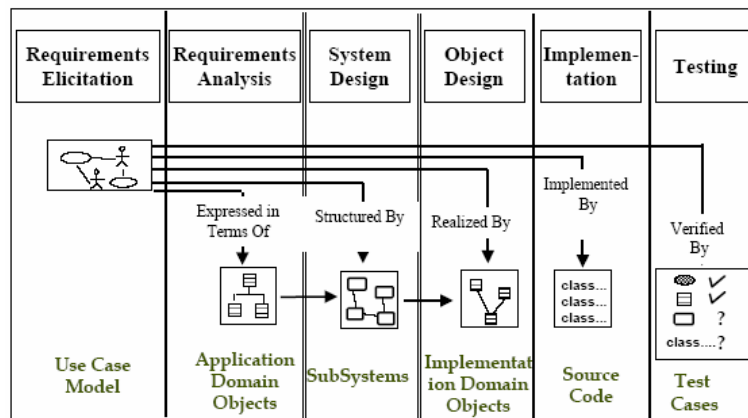 Requirements
Elicitation
Requirements
Analysis
System
Design
Object
Design
Implemen-
tation
Testing
Expressed in
Terms Of
Structured By
Realized By
Implemented
By
Verified
By
class...
class...
class...
?
class....?
Use Case
Model
Application
Domain
Objects
SubSystems
Implementat
ion Domain
Objects
Source
Code
Test
Cases